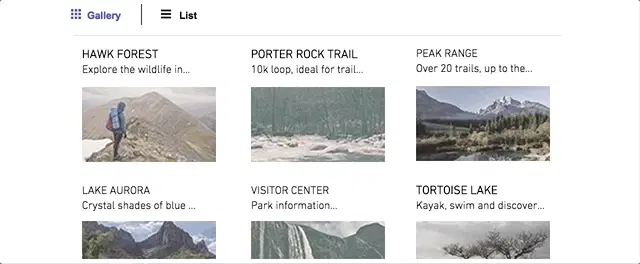 Gallery
List
HAWK FOREST
Explore the wildlife in...
PORTER ROCK TRAIL
10k loop, ideal for trail...
PEAK RANGE
Over 20 trails, up to the...
LAKE AURORA
Crystal shades of blue ...
VISITOR CENTER
Park information...
TORTOISE LAKE
Kayak, swim and discover...